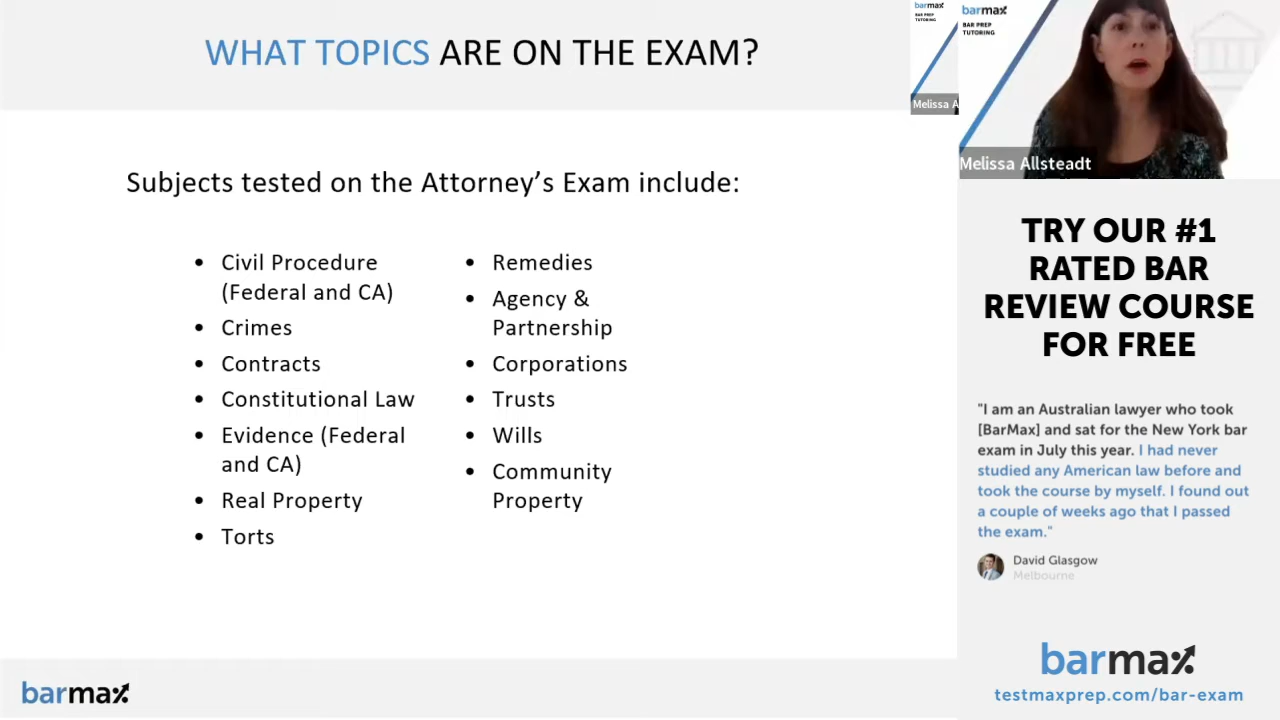 WHAT TOPICS ARE ON THE EXAM?
Subjects tested on the Attorney's Exam include:
• Civil Procedure
(Federal and CA)
• Crimes
• Contracts
• Constitutional Law
• Evidence (Federal
and CA)
• Real Property
• Torts
• Remedies
• Agency &
Partnership
• Corporations
• Trusts
• Wills
• Community
Property
barmax
barmax
BAR PREP
TUTORING
Melissa A
barmax
BAR PREP
TUTORING
Melissa Allsteadt
TRY OUR #1
RATED BAR
REVIEW COURSE
FOR FREE
"I am an Australian lawyer who took
[BarMax] and sat for the New York bar
exam in July this year. I had never
studied any American law before and
took the course by myself. I found out
a couple of weeks ago that I passed
the exam."
David Glasgow
Melbourne
barmax
testmaxprep.com/bar-exam